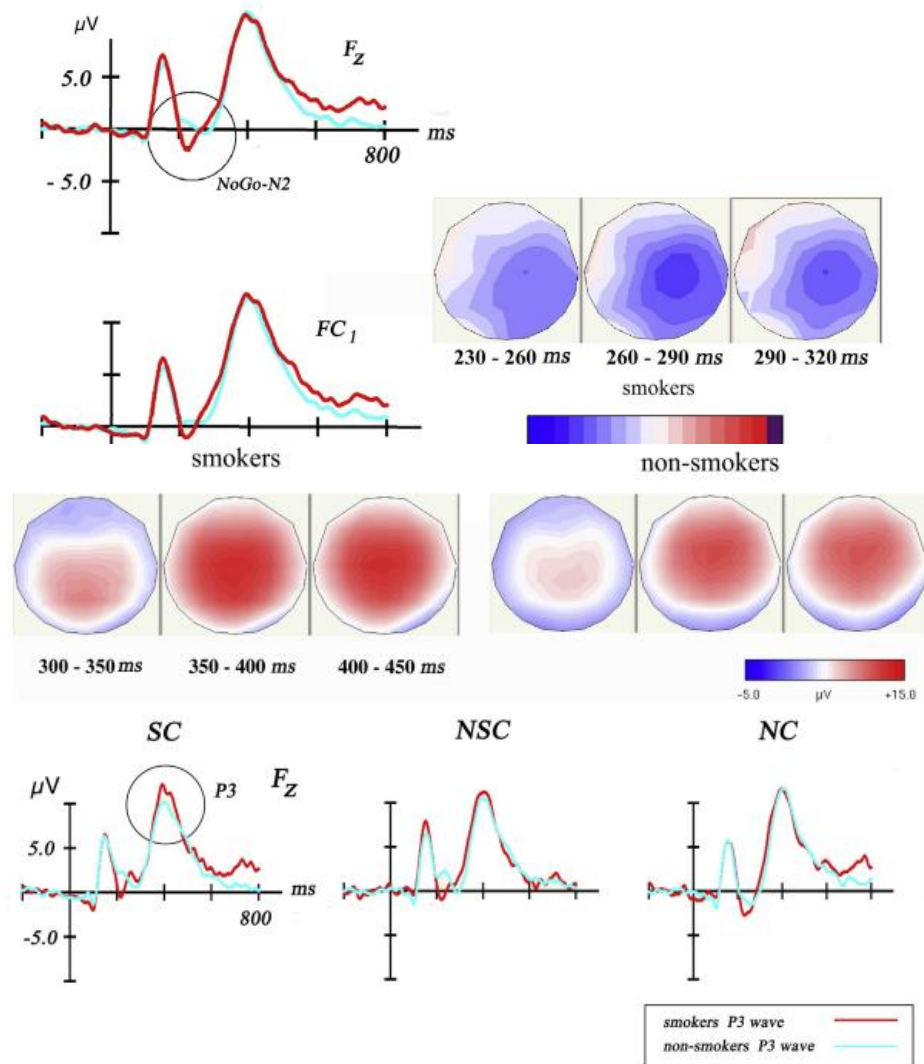 µV
F_Z
5.0
ms
800
- 5.0
NoGo-N2
FC_1
230 - 260 ms
260 - 290 ms
290 - 320 ms
smokers
smokers
non-smokers
300 - 350 ms
350 - 400 ms
400 - 450 ms
-5.0
µV
+15.0
SC
NSC
NC
µV
P3
F_Z
5.0
ms
800
-5.0
smokers P3 wave
non-smokers P3 wave